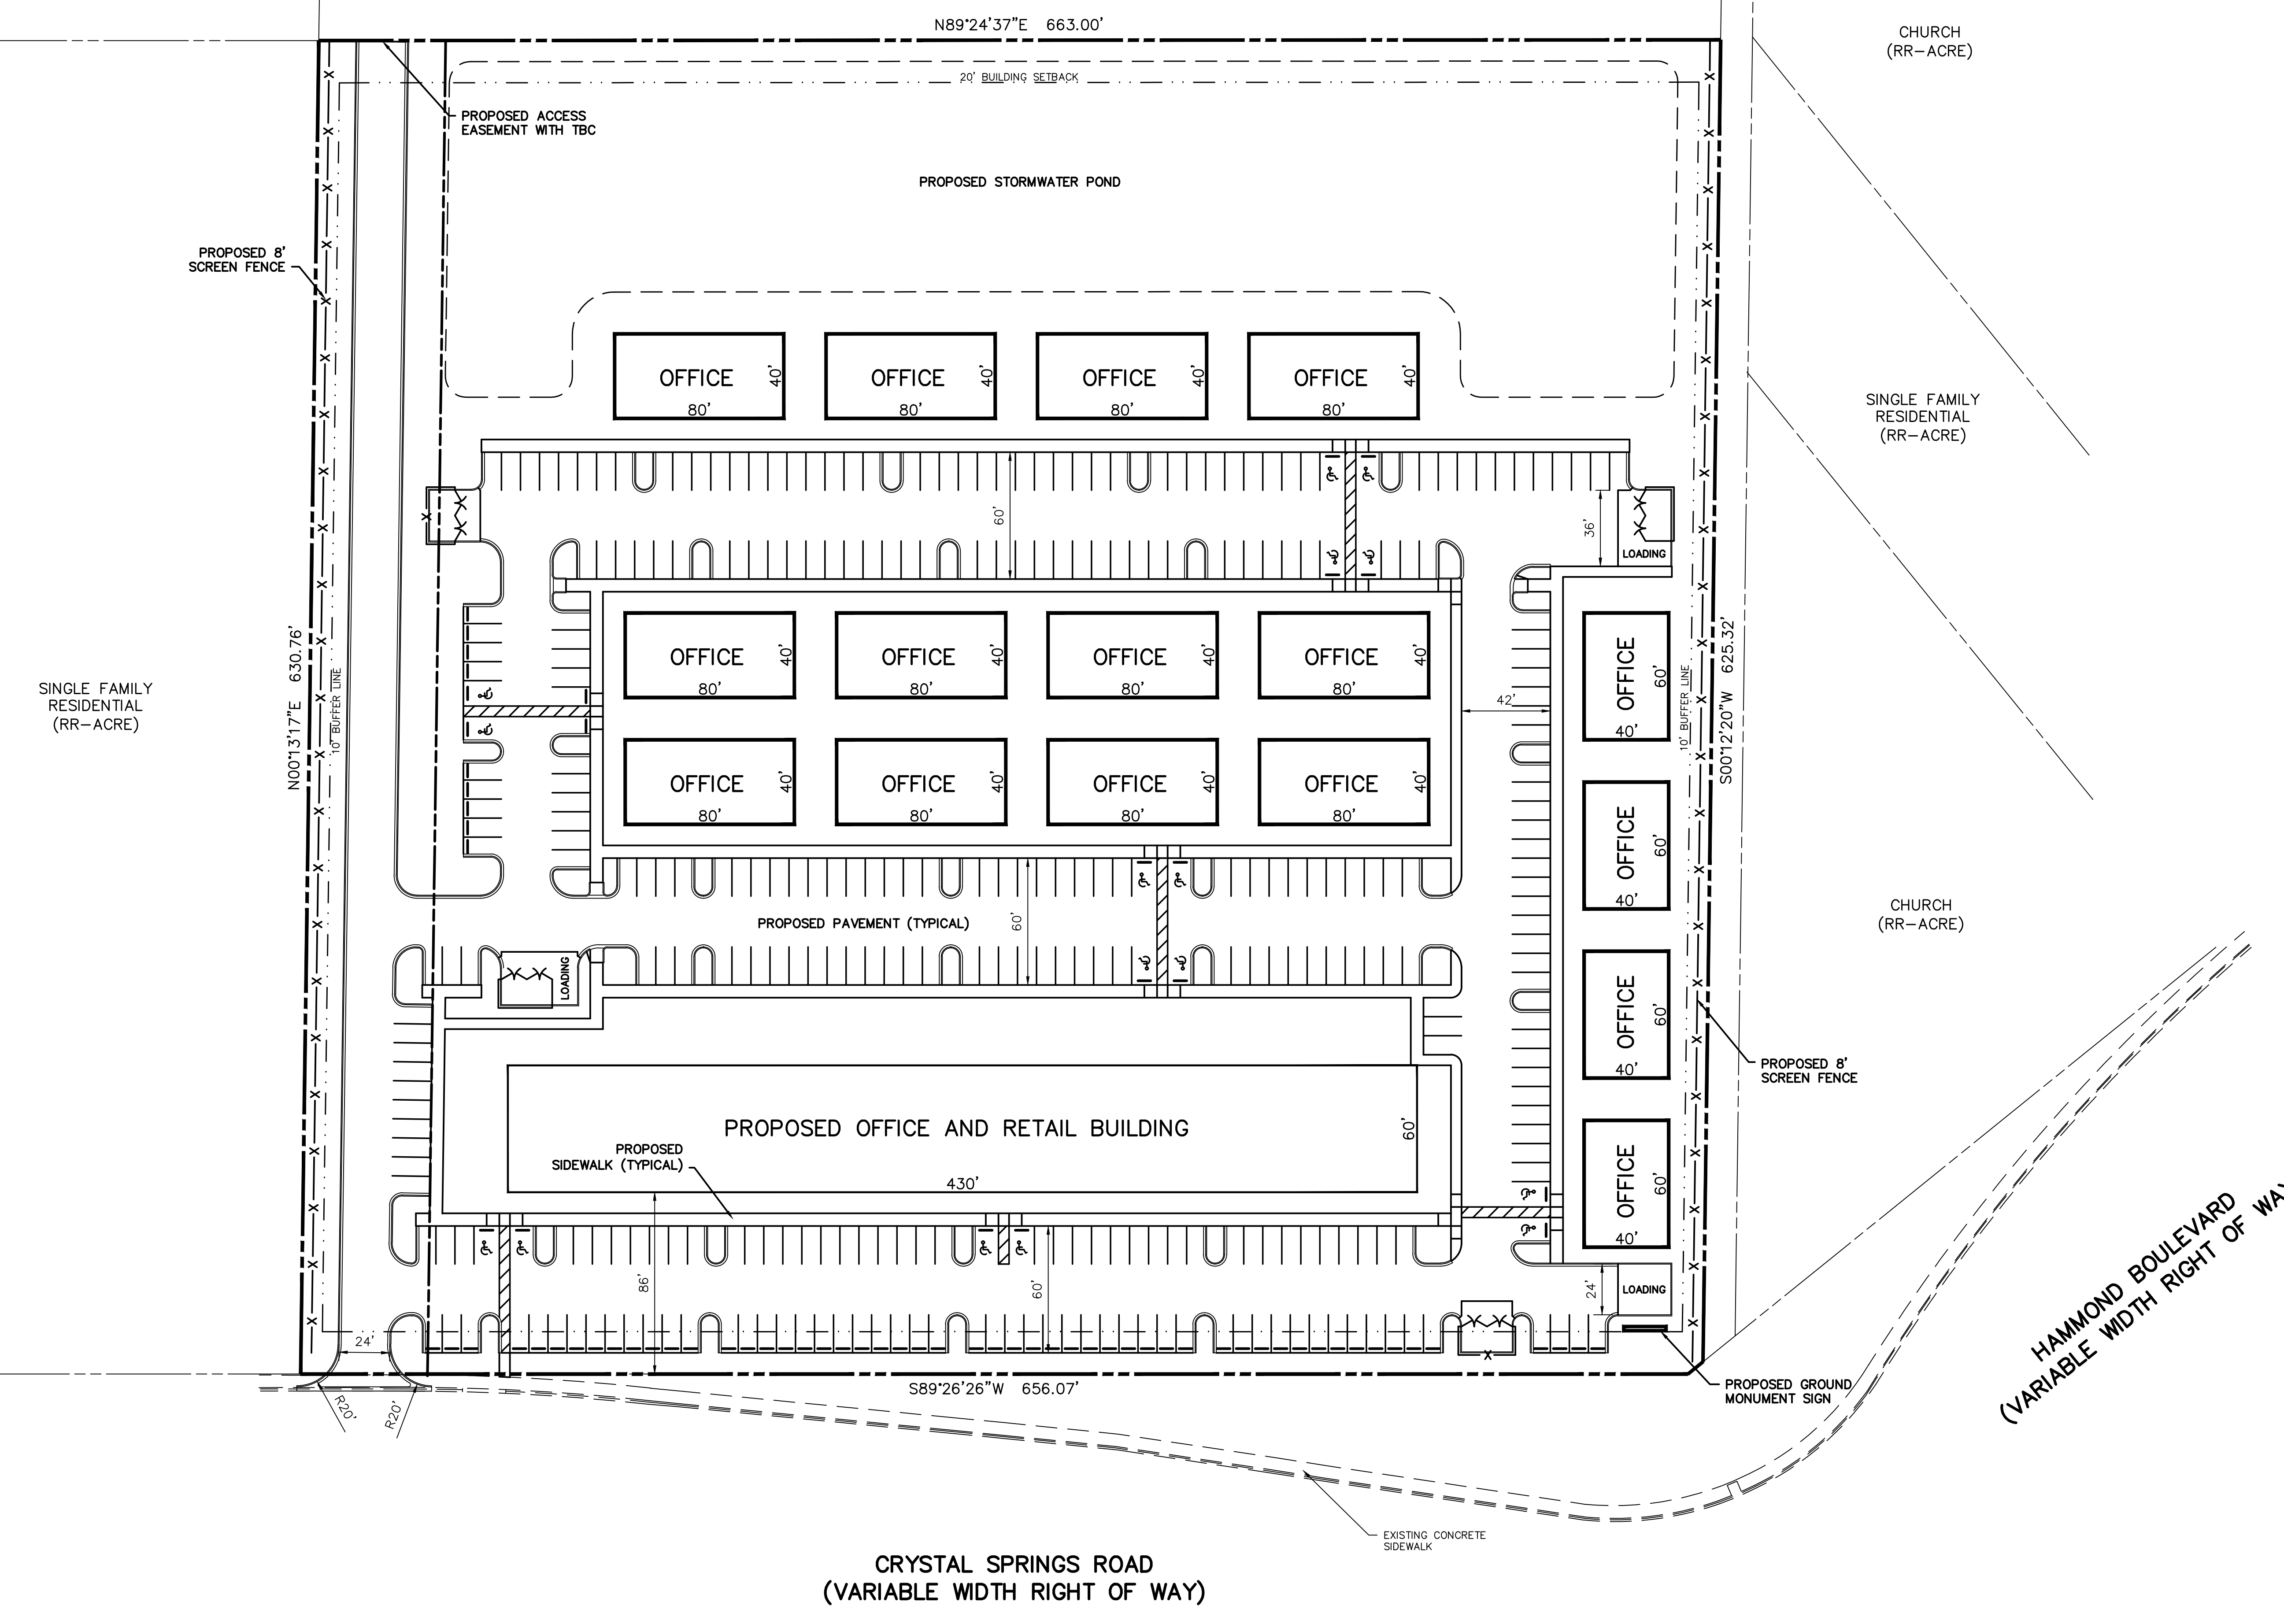 N89°24'37"E 663.00'
CHURCH
(RR-ACRE)
20' BUILDING SETBACK
PROPOSED ACCESS
EASEMENT WITH TBC
PROPOSED STORMWATER POND
PROPOSED 8'
SCREEN FENCE
OFFICE 40'
80'
OFFICE 40'
80'
OFFICE 40'
80'
OFFICE 40'
80'
SINGLE FAMILY
RESIDENTIAL
(RR-ACRE)
60'
36'
LOADING
N00°13'17"E 630.76'
10' BUFFER LINE
SINGLE FAMILY
RESIDENTIAL
(RR-ACRE)
OFFICE 40'
80'
OFFICE 40'
80'
OFFICE 40'
80'
OFFICE 40'
80'
42'
OFFICE 60'
40'
10' BUFFER LINE
S00°12'20"W 625.32'
OFFICE 40'
80'
OFFICE 40'
80'
OFFICE 40'
80'
OFFICE 40'
80'
OFFICE 60'
40'
CHURCH
(RR-ACRE)
PROPOSED PAVEMENT (TYPICAL)
60'
LOADING
OFFICE 60'
40'
PROPOSED 8'
SCREEN FENCE
PROPOSED OFFICE AND RETAIL BUILDING
60'
430'
PROPOSED
SIDEWALK (TYPICAL)
OFFICE 60'
40'
86'
60'
24'
LOADING
24'
R20'
R20'
S89°26'26"W 656.07'
PROPOSED GROUND
MONUMENT SIGN
HAMMOND BOULEVARD
(VARIABLE WIDTH RIGHT OF WAY
EXISTING CONCRETE
SIDEWALK
CRYSTAL SPRINGS ROAD
(VARIABLE WIDTH RIGHT OF WAY)